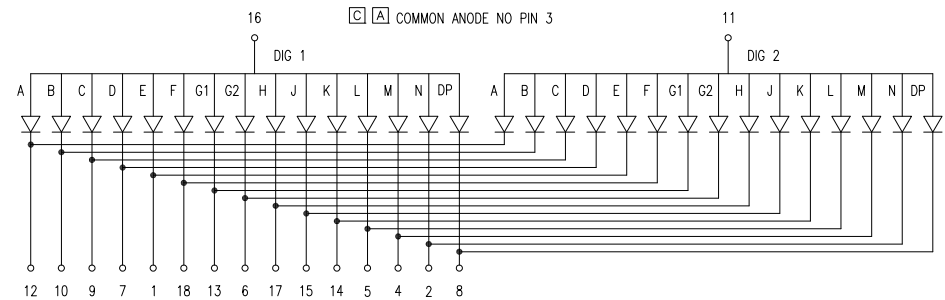 16 C A COMMON ANODE NO PIN 3 11
DIG 1 DIG 2
A B C D E F G1 G2 H J K L M N DP A B C D E F G1 G2 H J K L M N DP
12 10 9 7 1 18 13 6 17 15 14 5 4 2 8